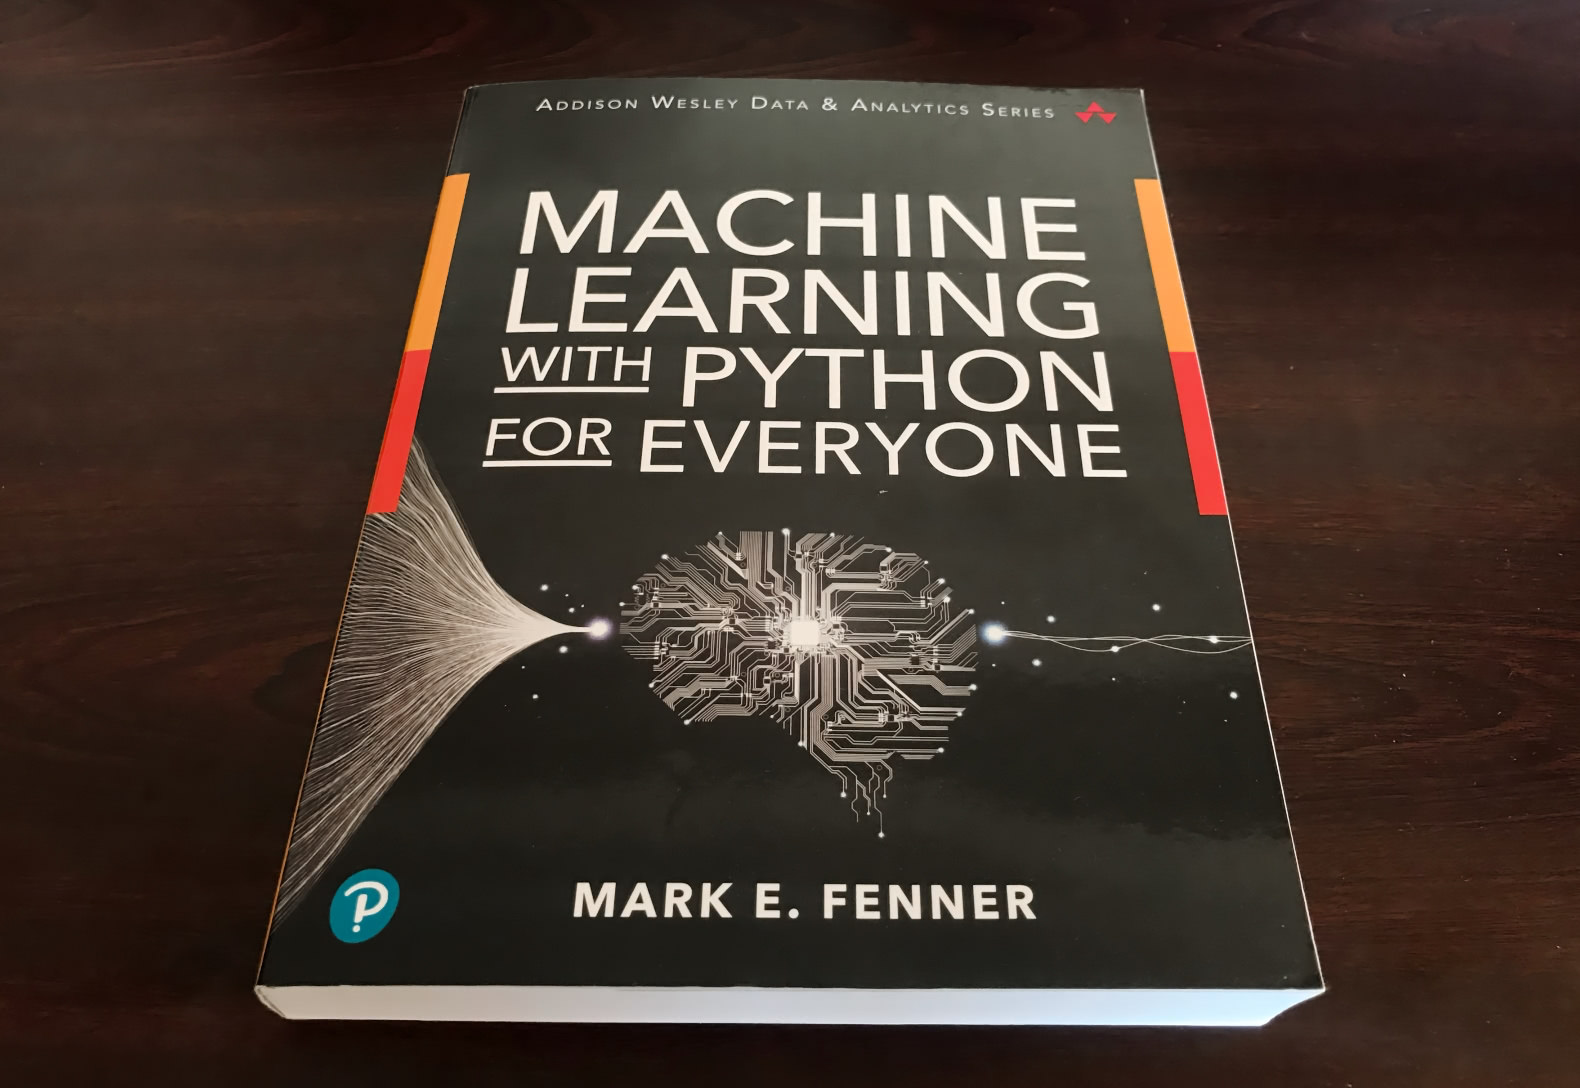 ADDISON WESLEY DATA & ANALYTICS SERIES
MACHINE
LEARNING
WITH PYTHON
FOR EVERYONE
MARK E. FENNER